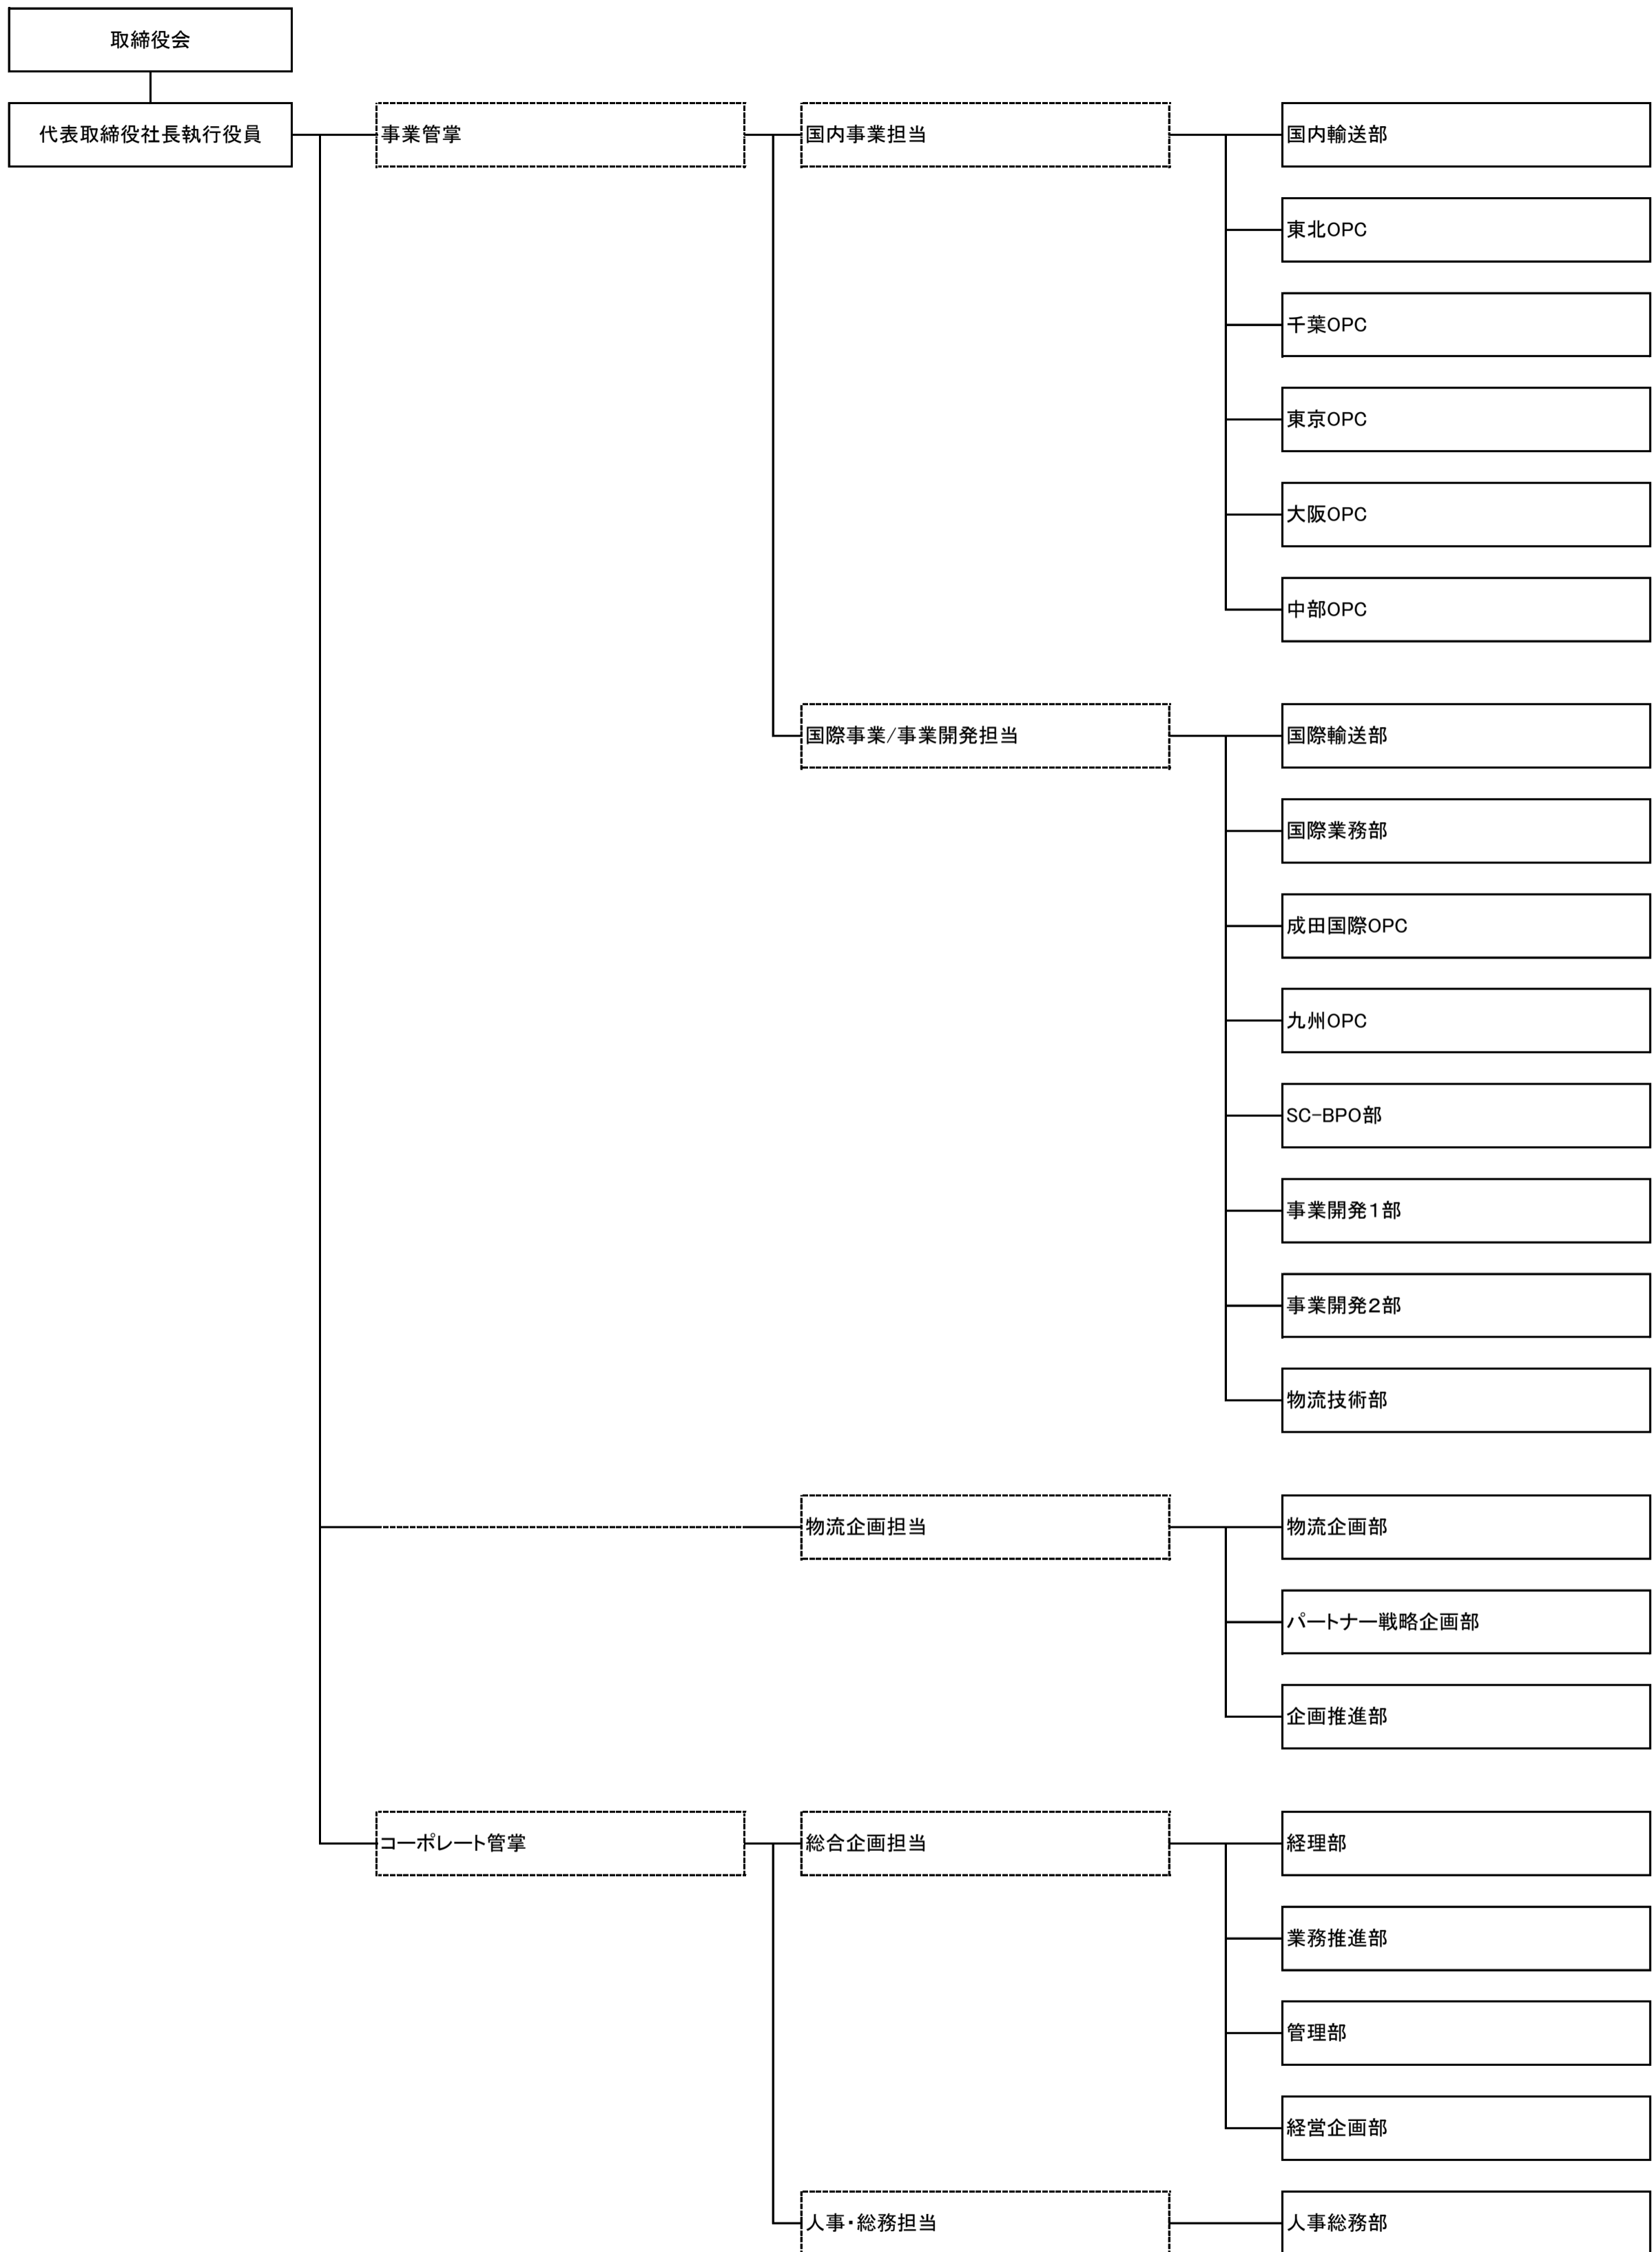 取締役会
代表取締役社長執行役員
事業管掌
国内事業担当
国内輸送部
東北OPC
千葉OPC
東京OPC
大阪OPC
中部OPC
国際事業/事業開発担当
国際輸送部
国際業務部
成田国際OPC
九州OPC
SC-BPO部
事業開発1部
事業開発2部
物流技術部
物流企画担当
物流企画部
パートナー戦略企画部
企画推進部
コーポレート管掌
総合企画担当
経理部
業務推進部
管理部
経営企画部
人事・総務担当
人事総務部